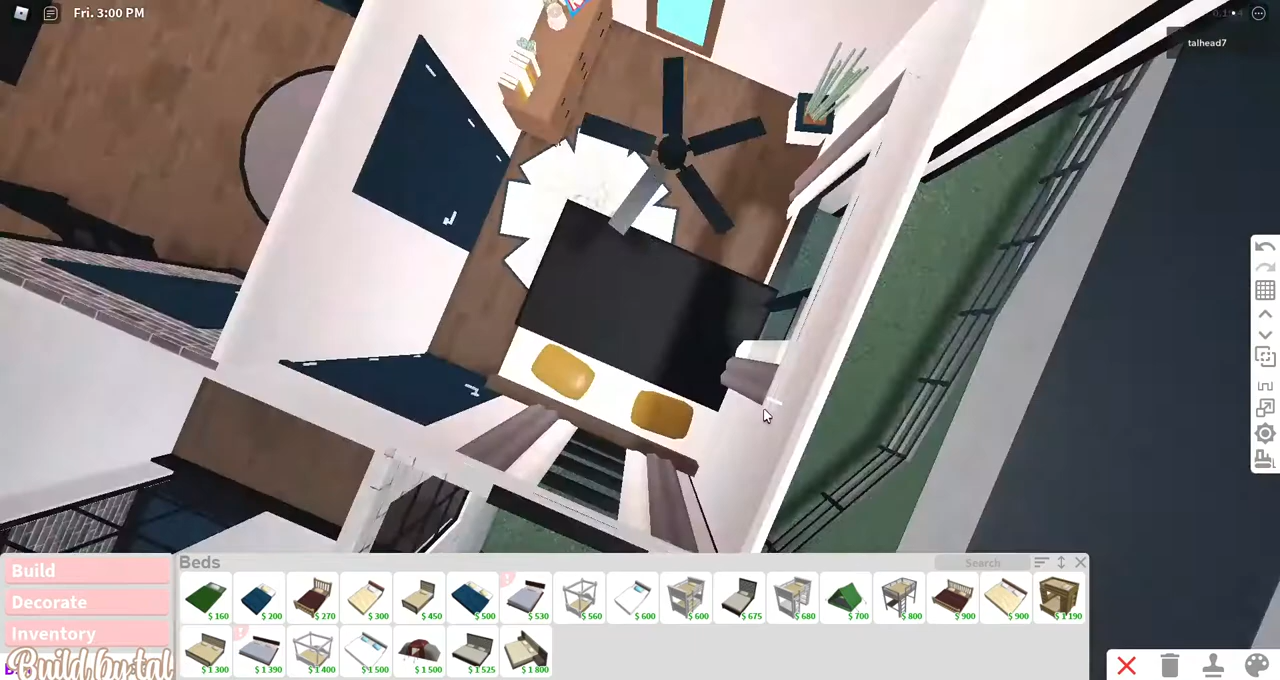 Fri. 3:00 PM
talhead7
Beds
Search
Build
Decorate
Inventory
Build by tal
$ 160
$ 200
$ 270
$ 300
$ 450
$ 500
$ 530
$ 560
$ 600
$ 600
$ 675
$ 680
$ 700
$ 800
$ 900
$ 900
$ 1 190
$ 1 300
$ 1 390
$ 1 400
$ 1 500
$ 1 500
$ 1 525
$ 1 800